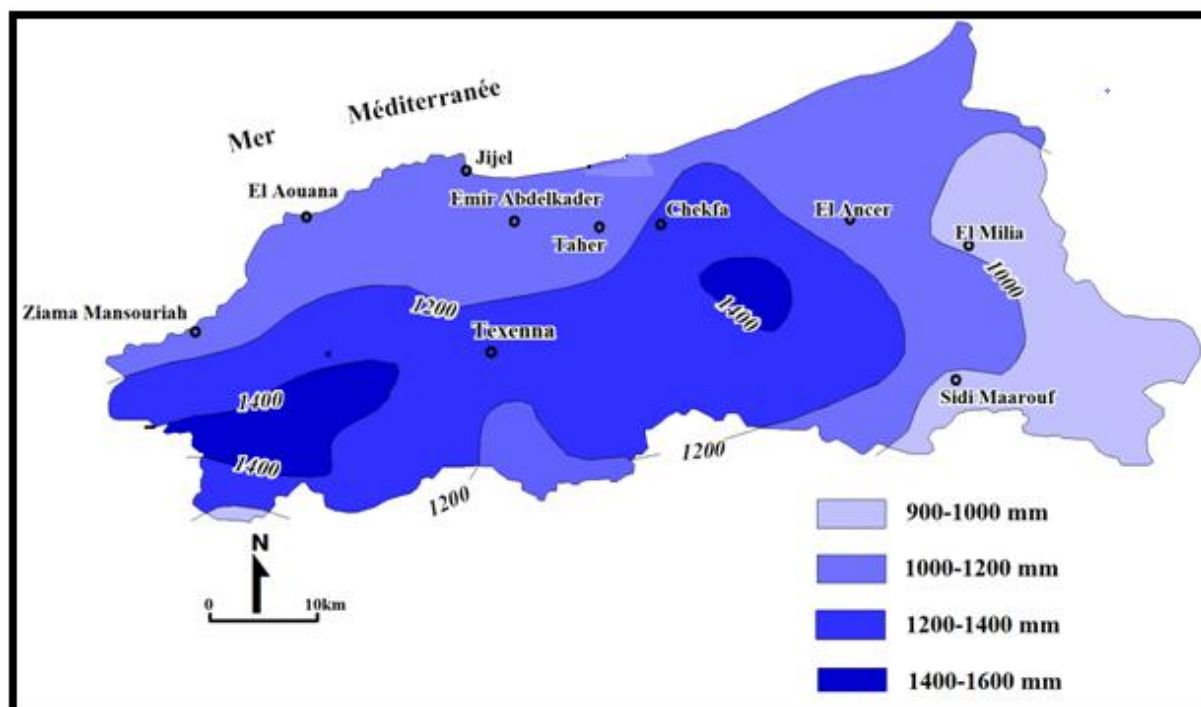 Mer Méditerranée
Jijel
El Aouana
Emir Abdelkader
Chekfa
El Ancer
Taher
El Milia
1000
Ziama Mansouriah
1200
1400
Texenna
Sidi Maarouf
1400
1400
1200
1200
N
0 10km
900-1000 mm
1000-1200 mm
1200-1400 mm
1400-1600 mm